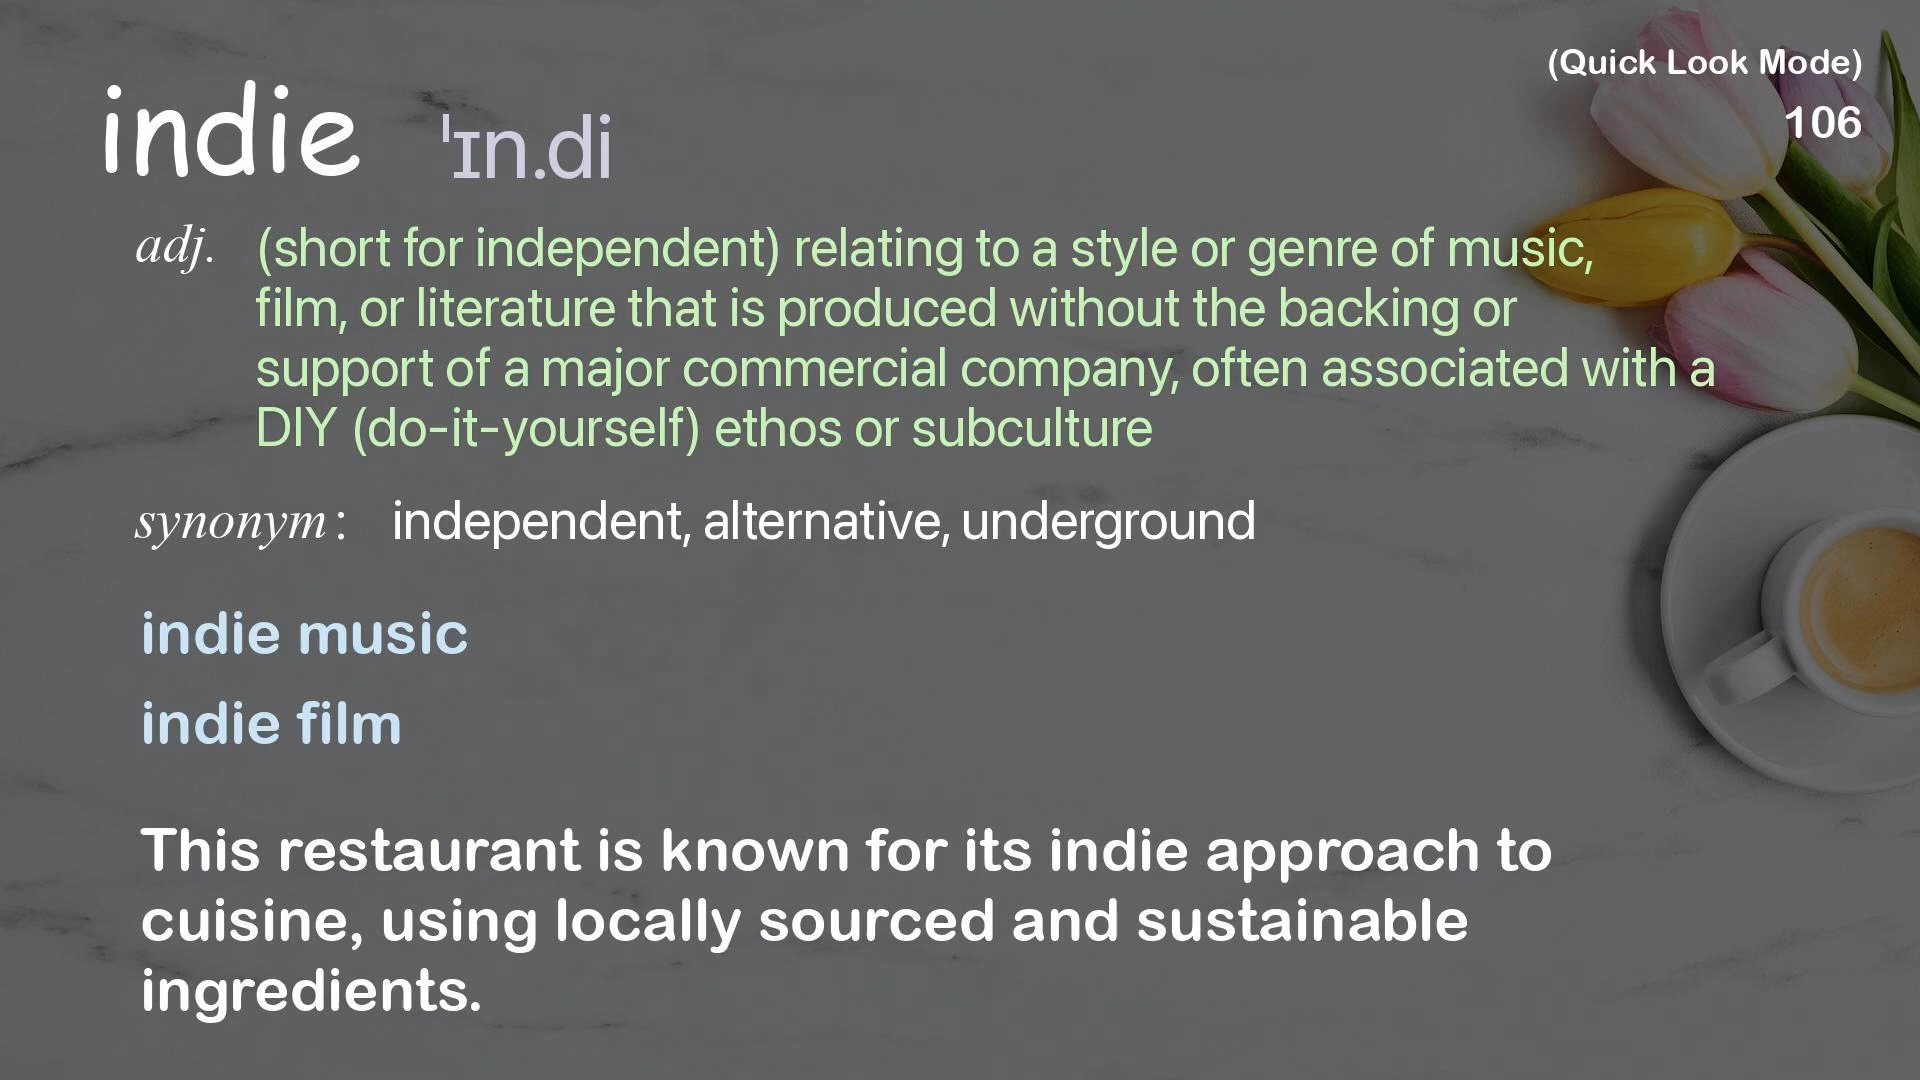 (Quick Look Mode)
106
indie ˈɪn.di
adj. (short for independent) relating to a style or genre of music,
film, or literature that is produced without the backing or
support of a major commercial company, often associated with a
DIY (do-it-yourself) ethos or subculture
synonym: independent, alternative, underground
indie music
indie film
This restaurant is known for its indie approach to
cuisine, using locally sourced and sustainable
ingredients.